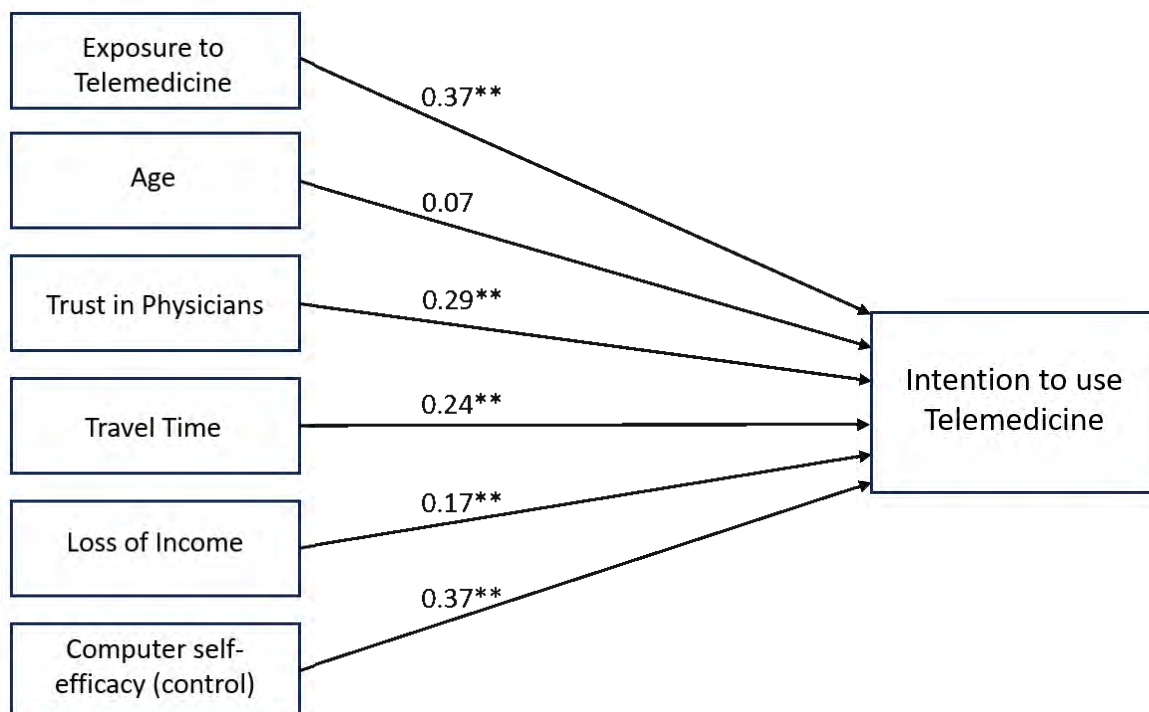 Exposure to
Telemedicine
0.37**
Age
0.07
Trust in Physicians
0.29**
Travel Time
0.24**
Loss of Income
0.17**
Computer self-
efficacy (control)
0.37**
Intention to use
Telemedicine